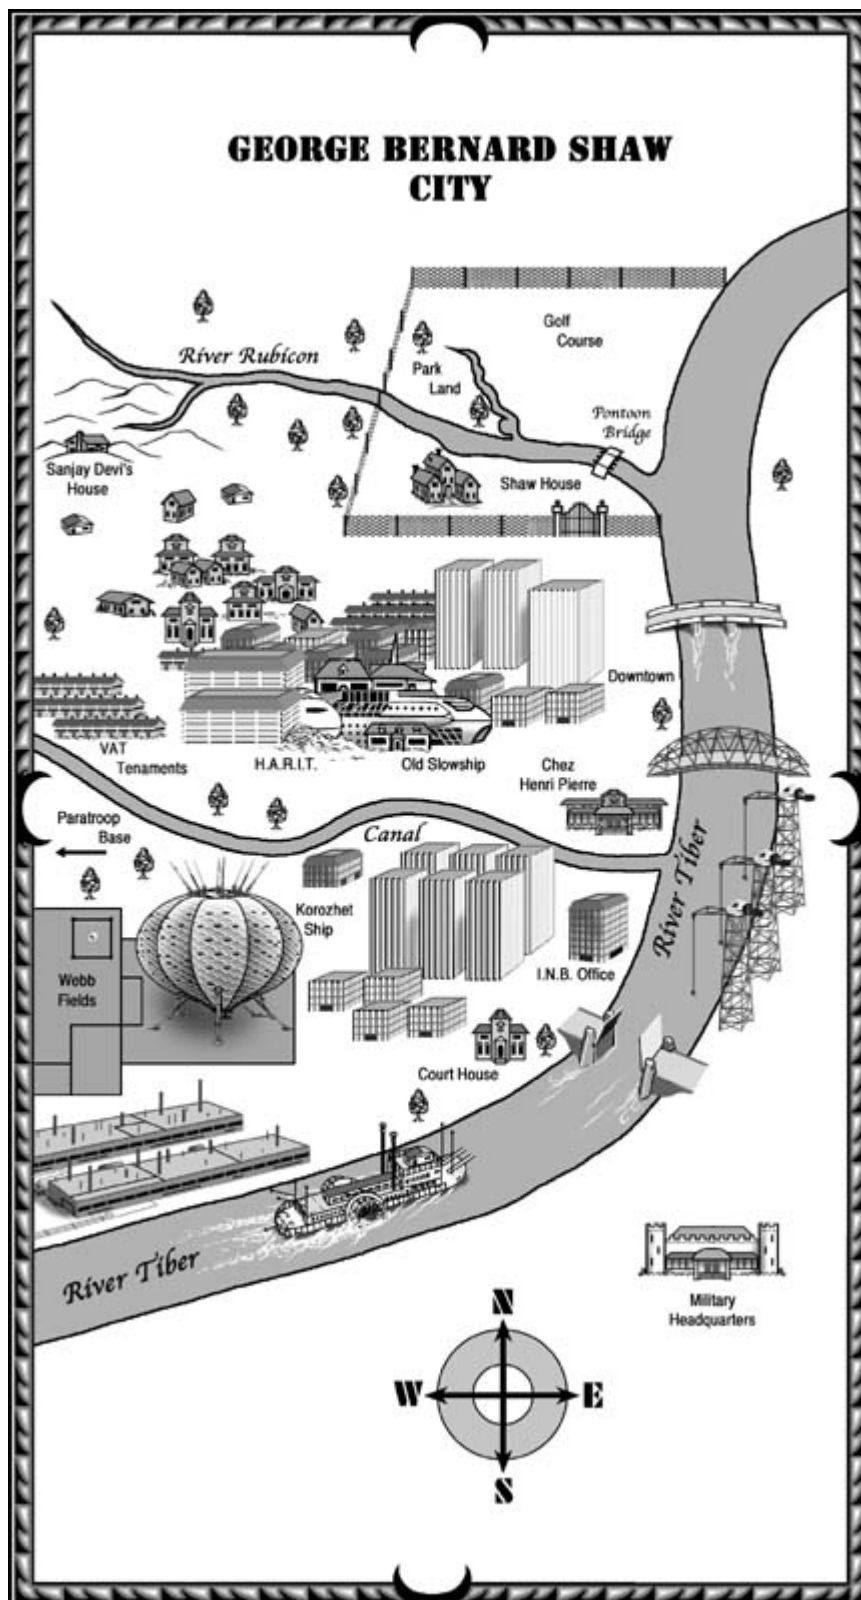 GEORGE BERNARD SHAW
CITY
Golf
Course
River Rubicon
Park
Land
Pontoon
Bridge
Sanjay Devi's
House
Shaw House
Downtown
VAT
Tenaments
H.A.R.I.T.
Old Slowship
Chez
Henri Pierre
Paratroop
Base
Canal
River Tiber
Korozhet
Ship
I.N.B. Office
Webb
Fields
Court House
River Tiber
Military
Headquarters
N
W
E
S